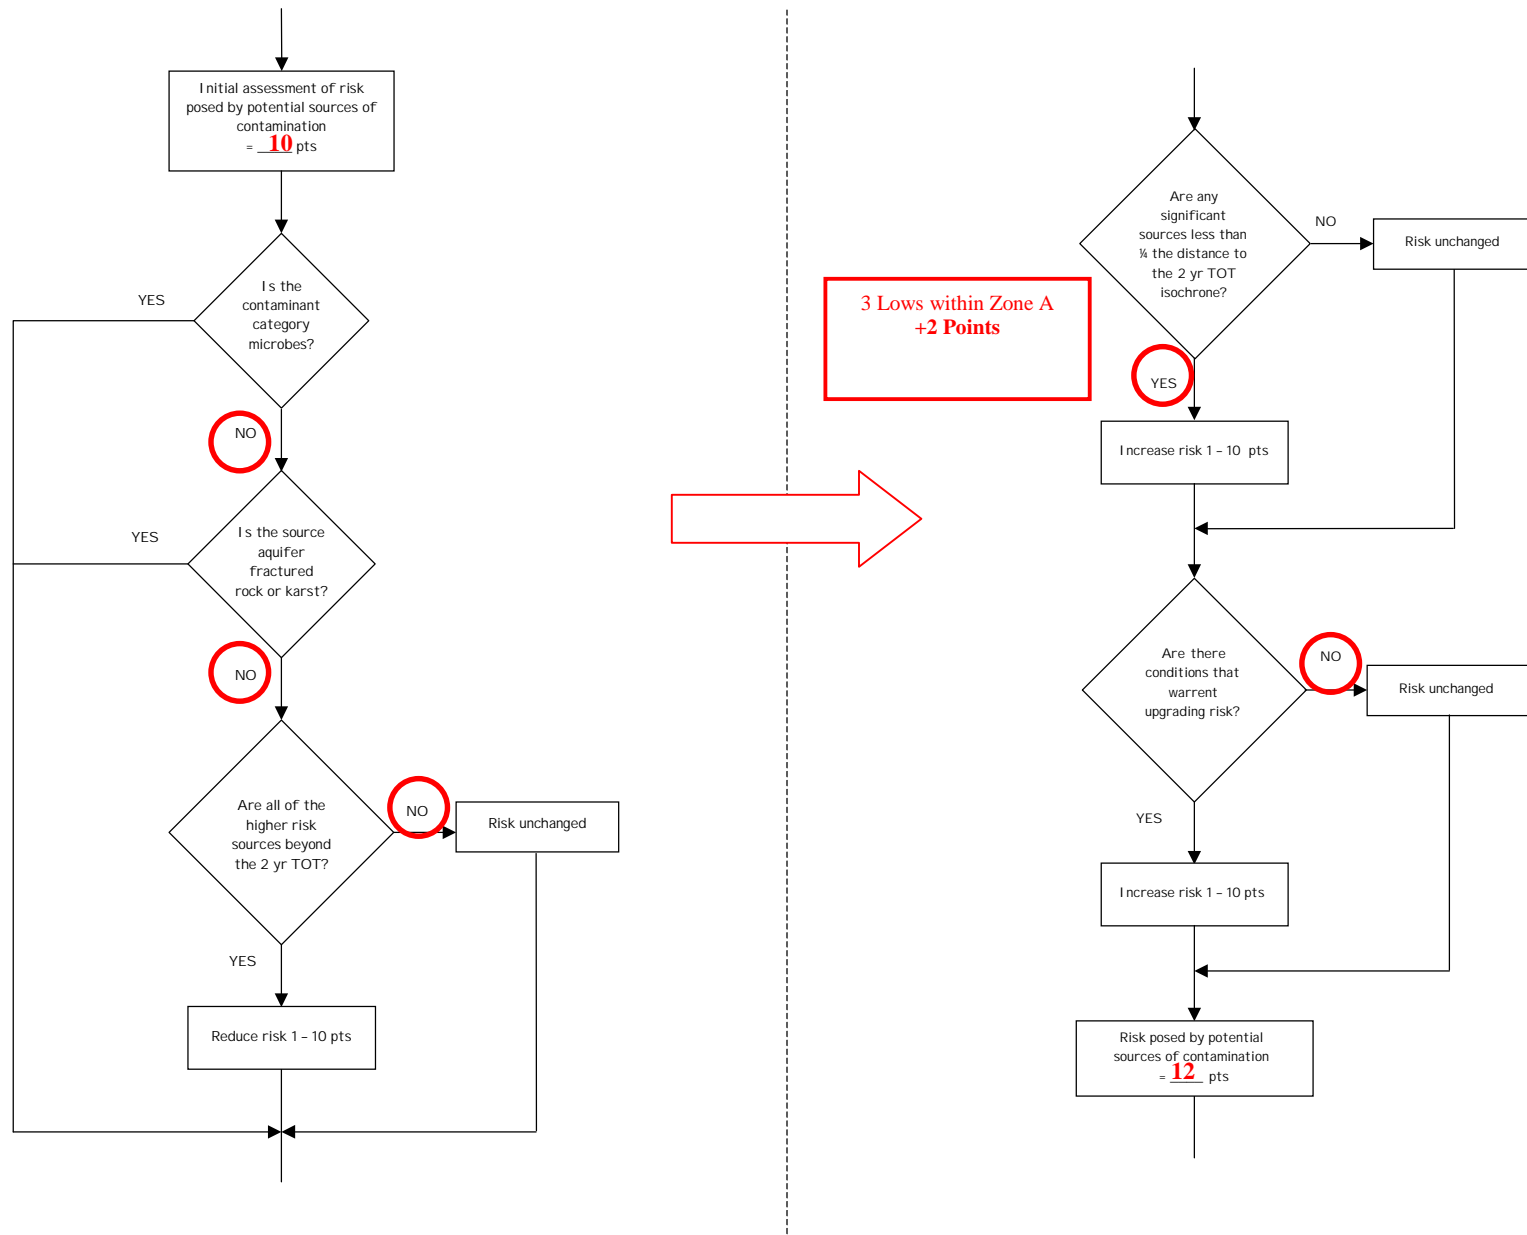 Initial assessment of risk
posed by potential sources of
contamination
= 10 pts
Is the
contaminant
category
microbes?
YES
NO
Is the source
aquifer
fractured
rock or karst?
YES
NO
Are all of the
higher risk
sources beyond
the 2 yr TOT?
NO
Risk unchanged
YES
Reduce risk 1 – 10 pts
Are any
significant
sources less than
¼ the distance to
the 2 yr TOT
isochrone?
NO
Risk unchanged
3 Lows within Zone A
+2 Points
YES
Increase risk 1 – 10 pts
Are there
conditions that
warrent
upgrading risk?
NO
Risk unchanged
YES
Increase risk 1 – 10 pts
Risk posed by potential
sources of contamination
= 12 pts